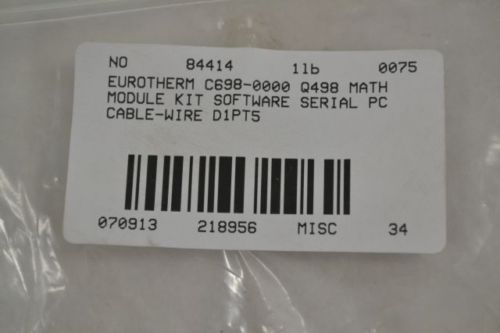 NO 84414 1lb 0075
EUROTHERM C698-0000 Q498 MATH
MODULE KIT SOFTWARE SERIAL PC
CABLE-WIRE D1PT5
070913 218956 MISC 34